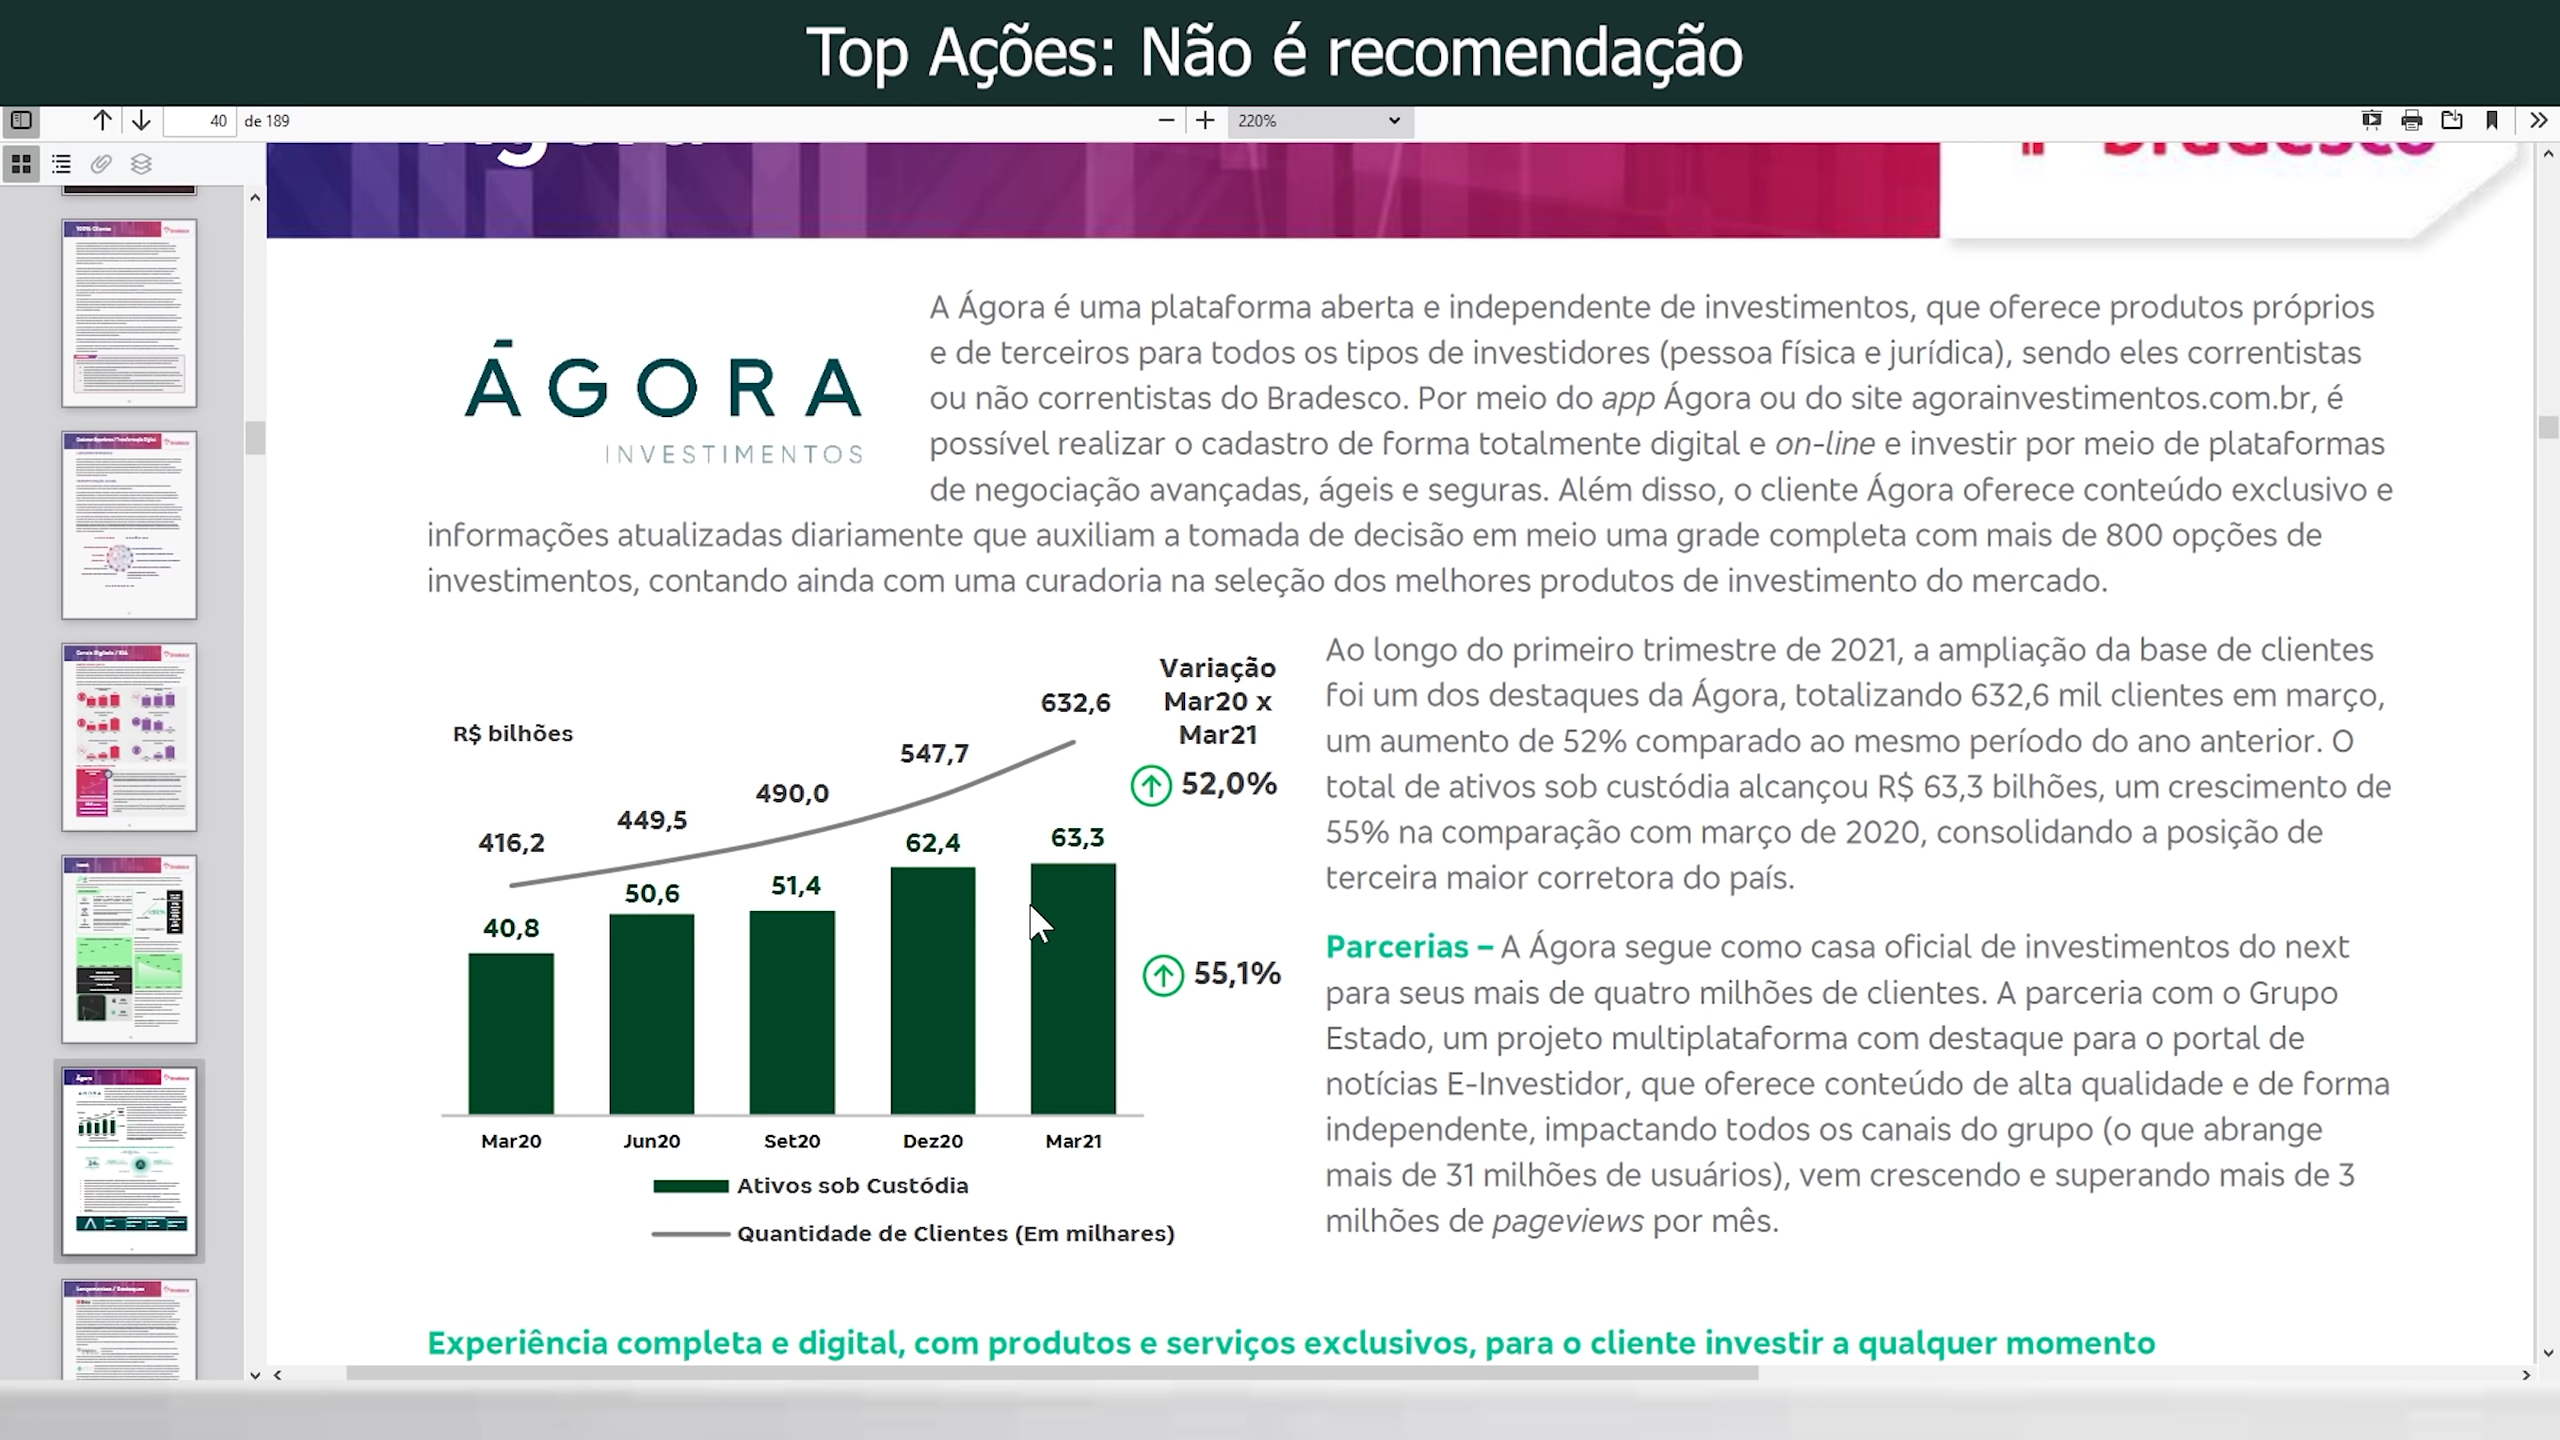 Top Ações: Não é recomendação
40 de 189
220%
Ágora
Bradesco
ÁGORA
INVESTIMENTOS
A Ágora é uma plataforma aberta e independente de investimentos, que oferece produtos próprios
e de terceiros para todos os tipos de investidores (pessoa física e jurídica), sendo eles correntistas
ou não correntistas do Bradesco. Por meio do app Ágora ou do site agorainvestimentos.com.br, é
possível realizar o cadastro de forma totalmente digital e on-line e investir por meio de plataformas
de negociação avançadas, ágeis e seguras. Além disso, o cliente Ágora oferece conteúdo exclusivo e
informações atualizadas diariamente que auxiliam a tomada de decisão em meio uma grade completa com mais de 800 opções de
investimentos, contando ainda com uma curadoria na seleção dos melhores produtos de investimento do mercado.
R$ bilhões
416,2
449,5
490,0
547,7
632,6
Variação
Mar20 x
Mar21
52,0%
40,8
50,6
51,4
62,4
63,3
55,1%
Mar20
Jun20
Set20
Dez20
Mar21
Ativos sob Custódia
Quantidade de Clientes (Em milhares)
Ao longo do primeiro trimestre de 2021, a ampliação da base de clientes
foi um dos destaques da Ágora, totalizando 632,6 mil clientes em março,
um aumento de 52% comparado ao mesmo período do ano anterior. O
total de ativos sob custódia alcançou R$ 63,3 bilhões, um crescimento de
55% na comparação com março de 2020, consolidando a posição de
terceira maior corretora do país.
Parcerias – A Ágora segue como casa oficial de investimentos do next
para seus mais de quatro milhões de clientes. A parceria com o Grupo
Estado, um projeto multiplataforma com destaque para o portal de
notícias E-Investidor, que oferece conteúdo de alta qualidade e de forma
independente, impactando todos os canais do grupo (o que abrange
mais de 31 milhões de usuários), vem crescendo e superando mais de 3
milhões de pageviews por mês.
Experiência completa e digital, com produtos e serviços exclusivos, para o cliente investir a qualquer momento